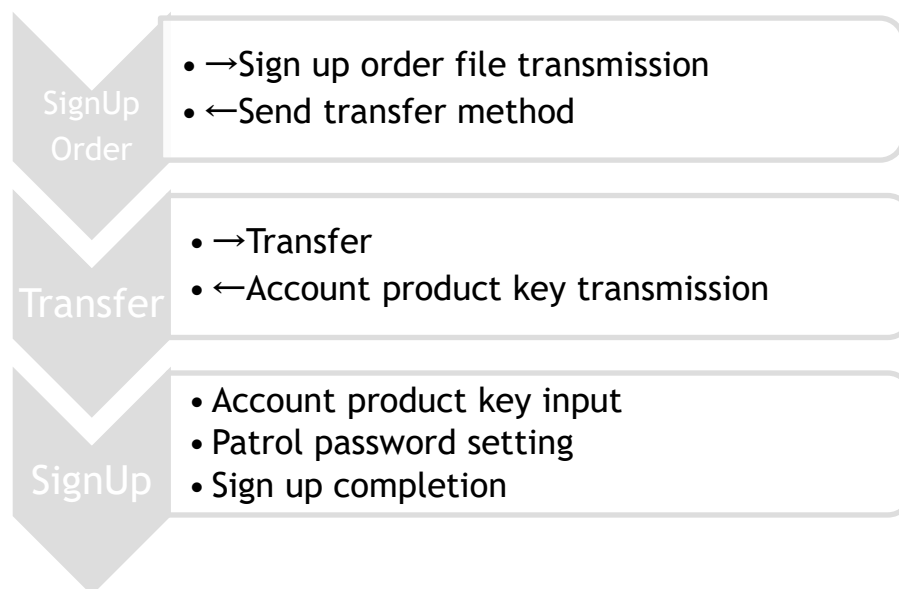 SignUp
Order
• →Sign up order file transmission
• ←Send transfer method
Transfer
• →Transfer
• ←Account product key transmission
SignUp
• Account product key input
• Patrol password setting
• Sign up completion